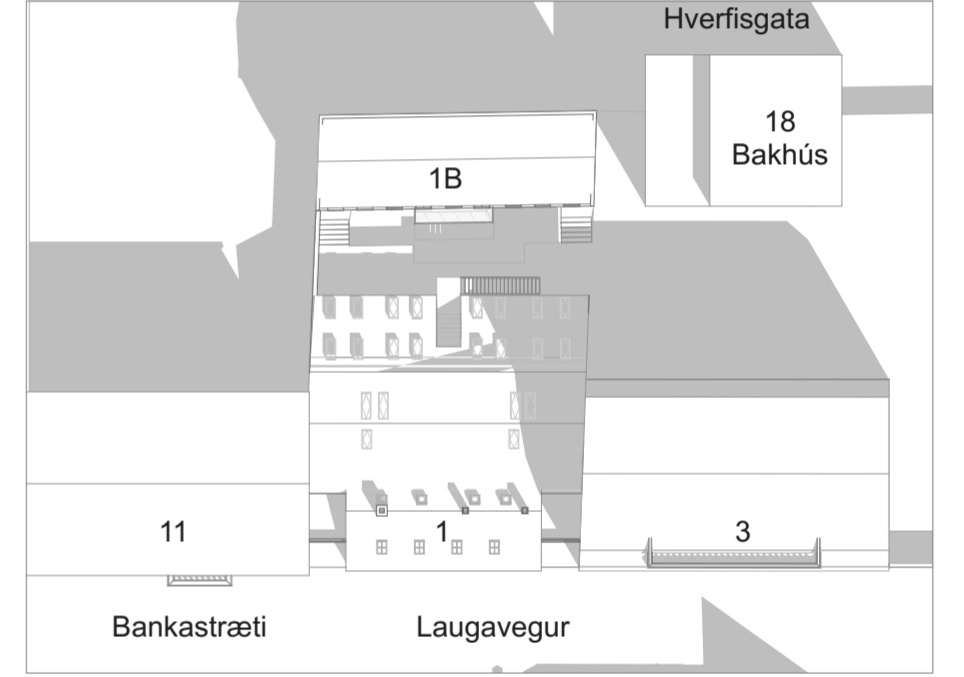 Hverfisgata
18
Bakhús
1B
11
1
3
Bankastræti
Laugavegur